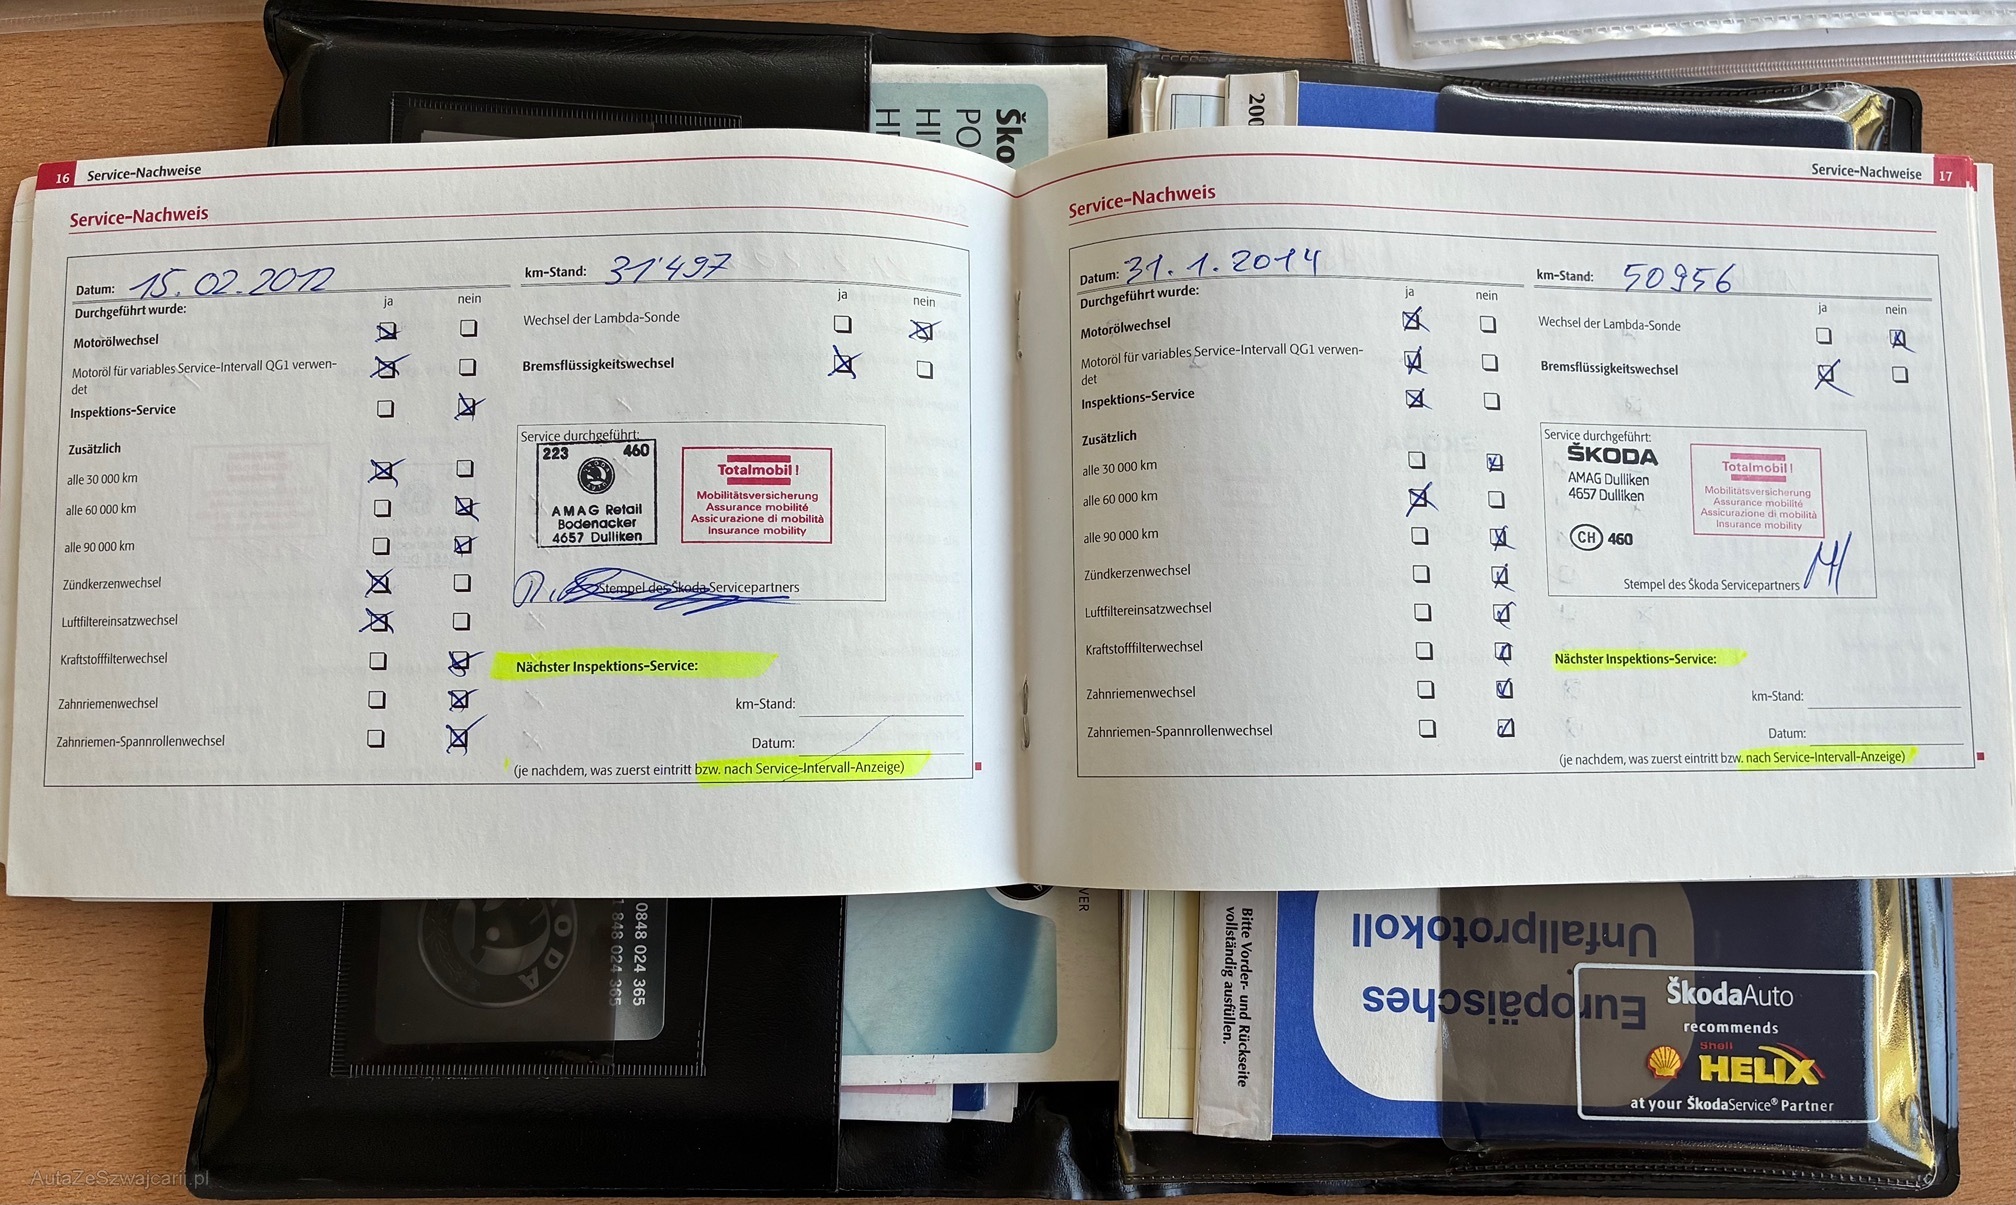 Ško
PO
HI
HI
200
16 Service-Nachweise
Service-Nachweis
Datum: 15.02.2012
km-Stand: 31'497
Durchgeführt wurde:
ja nein
Motorölwechsel
Motoröl für variables Service-Intervall QG1 verwen-
det
Inspektions-Service
Zusätzlich
alle 30 000 km
alle 60 000 km
alle 90 000 km
Zündkerzenwechsel
Luftfiltereinsatzwechsel
Kraftstofffilterwechsel
Zahnriemenwechsel
Zahnriemen-Spannrollenwechsel
ja nein
Wechsel der Lambda-Sonde
Bremsflüssigkeitswechsel
Service durchgeführt:
223 460
AMAG Retail
Bodenacker
4657 Dulliken
Totalmobil!
Mobilitätsversicherung
Assurance mobilité
Assicurazione di mobilità
Insurance mobility
Stempel des Škoda Servicepartners
Nächster Inspektions-Service:
km-Stand:
Datum:
(je nachdem, was zuerst eintritt bzw. nach Service-Intervall-Anzeige)
Service-Nachweise 17
Service-Nachweis
Datum: 31.1.2014
km-Stand: 50956
Durchgeführt wurde:
ja nein
Motorölwechsel
Motoröl für variables Service-Intervall QG1 verwen-
det
Inspektions-Service
Zusätzlich
alle 30 000 km
alle 60 000 km
alle 90 000 km
Zündkerzenwechsel
Luftfiltereinsatzwechsel
Kraftstofffilterwechsel
Zahnriemenwechsel
Zahnriemen-Spannrollenwechsel
ja nein
Wechsel der Lambda-Sonde
Bremsflüssigkeitswechsel
Service durchgeführt:
ŠKODA
AMAG Dulliken
4657 Dulliken
CH 460
Totalmobil!
Mobilitätsversicherung
Assurance mobilité
Assicurazione di mobilità
Insurance mobility
Stempel des Škoda Servicepartners
Nächster Inspektions-Service:
km-Stand:
Datum:
(je nachdem, was zuerst eintritt bzw. nach Service-Intervall-Anzeige)
0848 024 365
848 024 365
VER
Bitte Vorder- und Rückseite
vollständig ausfüllen.
Europäisches
Unfallprotokoll
ŠkodaAuto
recommends
Shell
HELIX
at your ŠkodaService® Partner
AutaZeSzwajcarii.pl